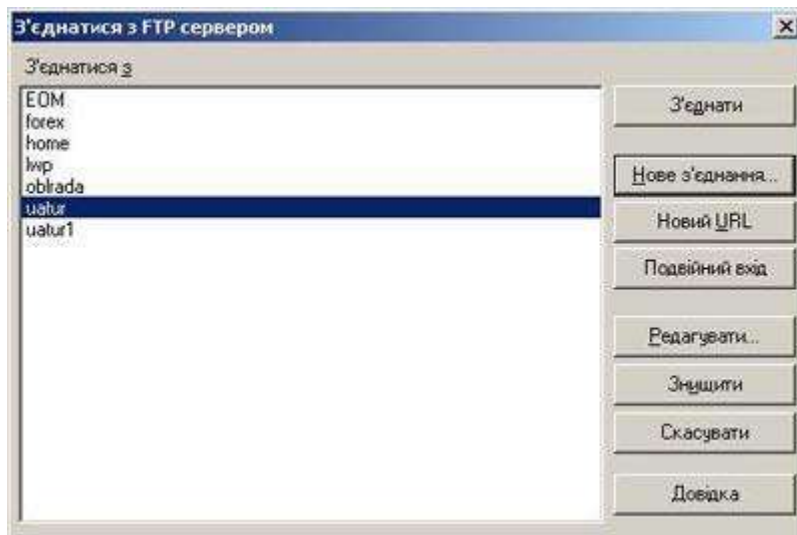 З'єднатися з FTP сервером
З'єднатися з
EOM
forex
home
lwp
oblrada
uatur
uatur1
З'єднати
Нове з'єднання...
Новий URL
Подвійний вхід
Редагувати...
Знищити
Скасувати
Довідка